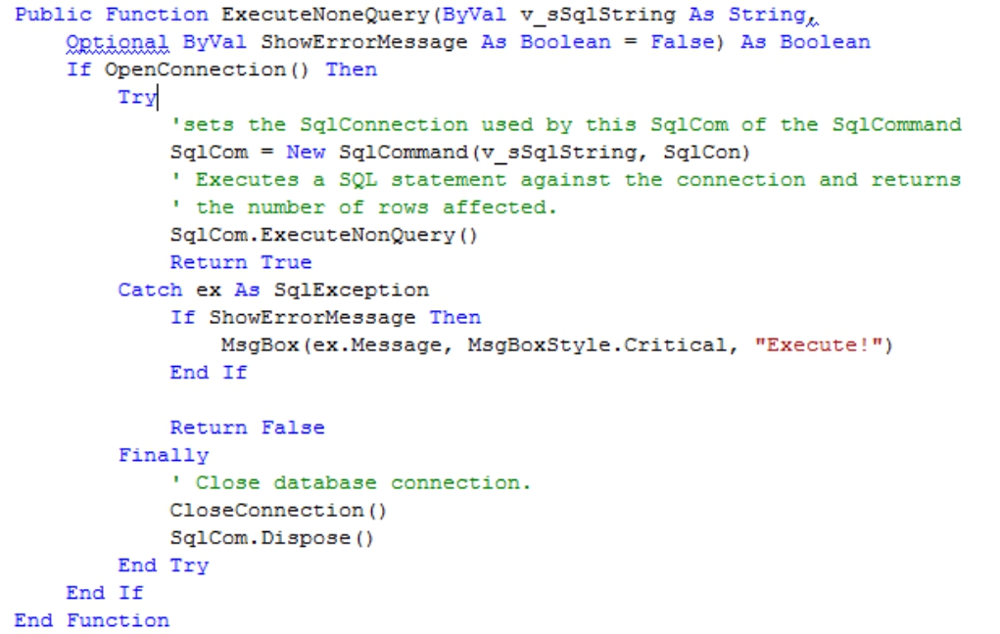 Public Function ExecuteNoneQuery(ByVal v_sSqlString As String,
    Optional ByVal ShowErrorMessage As Boolean = False) As Boolean
    If OpenConnection() Then
        Try
            'sets the SqlConnection used by this SqlCom of the SqlCommand
            SqlCom = New SqlCommand(v_sSqlString, SqlCon)
            ' Executes a SQL statement against the connection and returns
            ' the number of rows affected.
            SqlCom.ExecuteNonQuery()
            Return True
        Catch ex As SqlException
            If ShowErrorMessage Then
                MsgBox(ex.Message, MsgBoxStyle.Critical, "Execute!")
            End If
            Return False
        Finally
            ' Close database connection.
            CloseConnection()
            SqlCom.Dispose()
        End Try
    End If
End Function